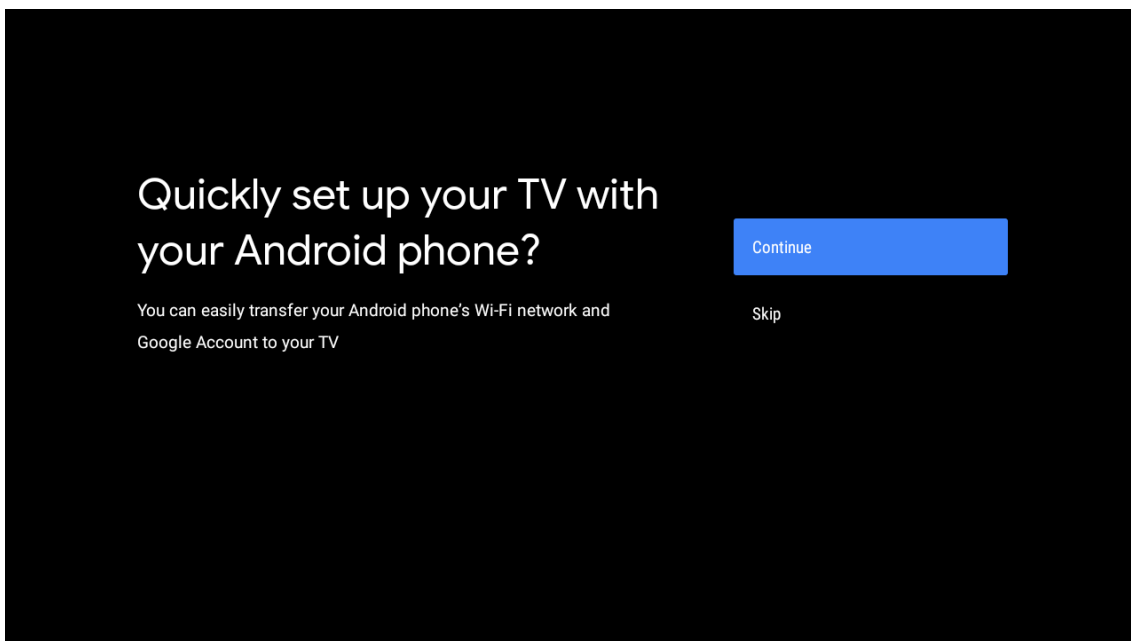 Quickly set up your TV with
your Android phone?
You can easily transfer your Android phone’s Wi-Fi network and
Google Account to your TV
Continue
Skip